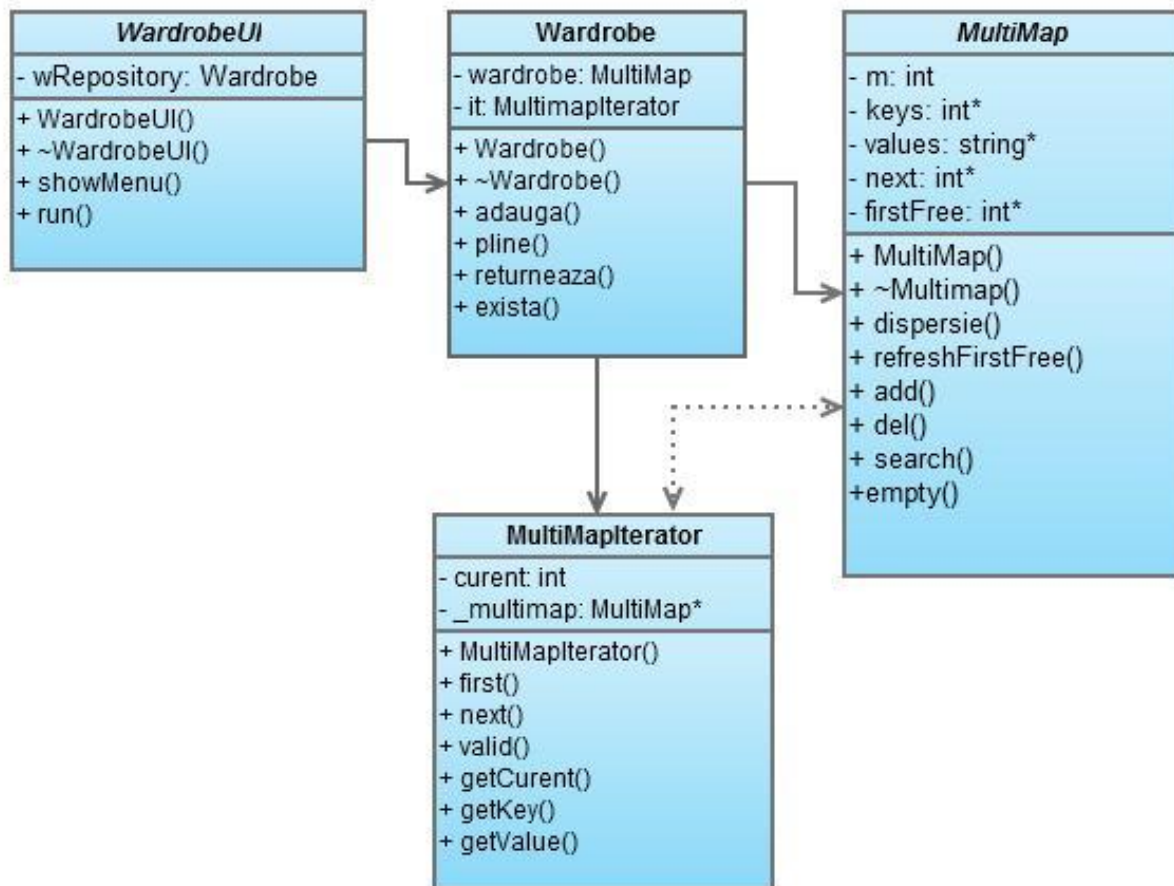 WardrobeUI
- wRepository: Wardrobe
+ WardrobeUI()
+ ~WardrobeUI()
+ showMenu()
+ run()
Wardrobe
- wardrobe: MultiMap
- it: MultimapIterator
+ Wardrobe()
+ ~Wardrobe()
+ adauga()
+ pline()
+ returneaza()
+ exista()
MultiMap
- m: int
- keys: int*
- values: string*
- next: int*
- firstFree: int*
+ MultiMap()
+ ~Multimap()
+ dispersie()
+ refreshFirstFree()
+ add()
+ del()
+ search()
+empty()
MultiMapIterator
- curent: int
- _multimap: MultiMap*
+ MultiMapIterator()
+ first()
+ next()
+ valid()
+ getCurent()
+ getKey()
+ getValue()